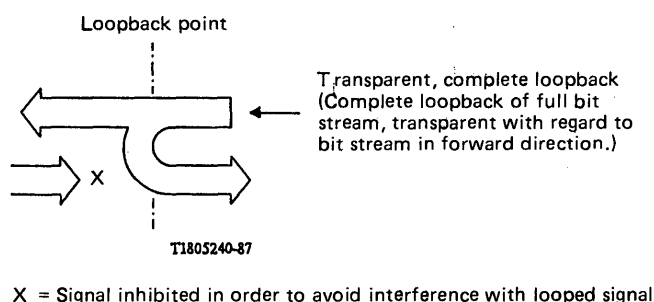 Loopback point
Transparent, complete loopback
(Complete loopback of full bit
stream, transparent with regard to
bit stream in forward direction.)
X
T1805240-87
X = Signal inhibited in order to avoid interference with looped signal